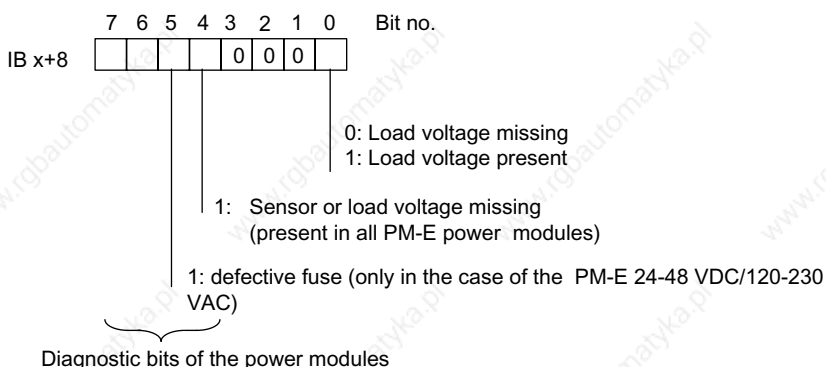 7 6 5 4 3 2 1 0 Bit no.
IB x+8 0 0 0
0: Load voltage missing
1: Load voltage present
1: Sensor or load voltage missing
(present in all PM-E power modules)
1: defective fuse (only in the case of the PM-E 24-48 VDC/120-230
VAC)
Diagnostic bits of the power modules
www.rgbautomatyka.pl